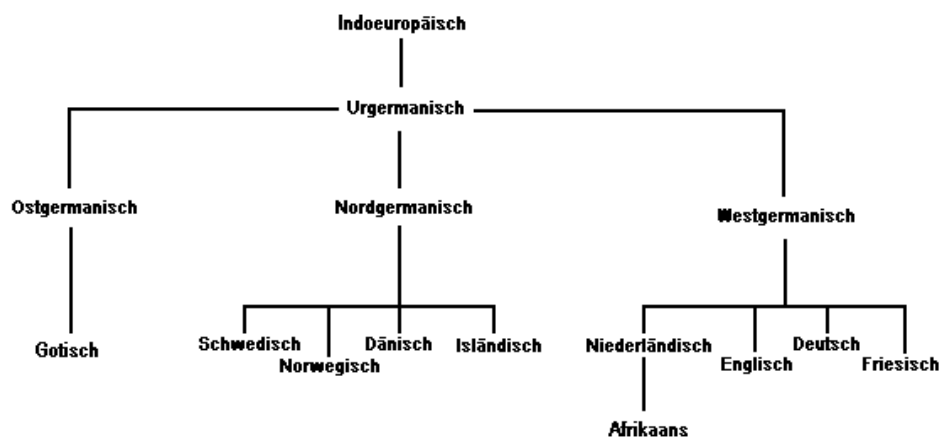 Indoeuropäisch
Urgermanisch
Ostgermanisch
Nordgermanisch
Westgermanisch
Gotisch
Schwedisch
Norwegisch
Dänisch
Isländisch
Niederländisch
Englisch
Deutsch
Friesisch
Afrikaans